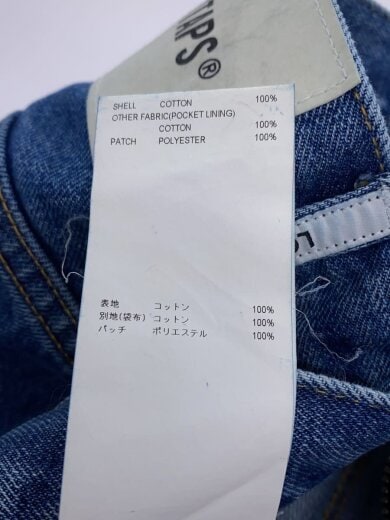 TAPS®
SHELL COTTON 100%
OTHER FABRIC(POCKET LINING)
COTTON 100%
PATCH POLYESTER 100%
表地 コットン 100%
別地(袋布) コットン 100%
パッチ ポリエステル 100%